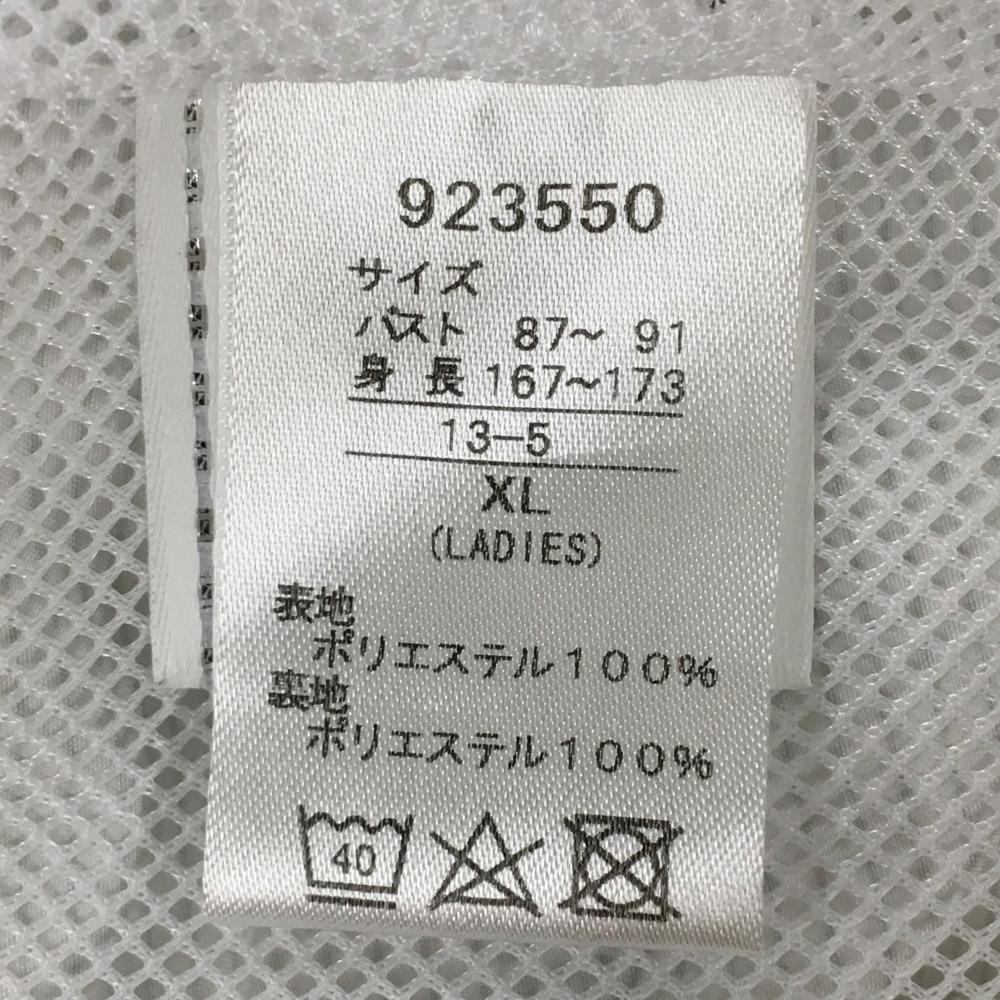 923550
サイズ
バスト 87〜 91
身 長 167〜173
13-5
XL
(LADIES)
表地
ポリエステル100%
裏地
ポリエステル100%
40